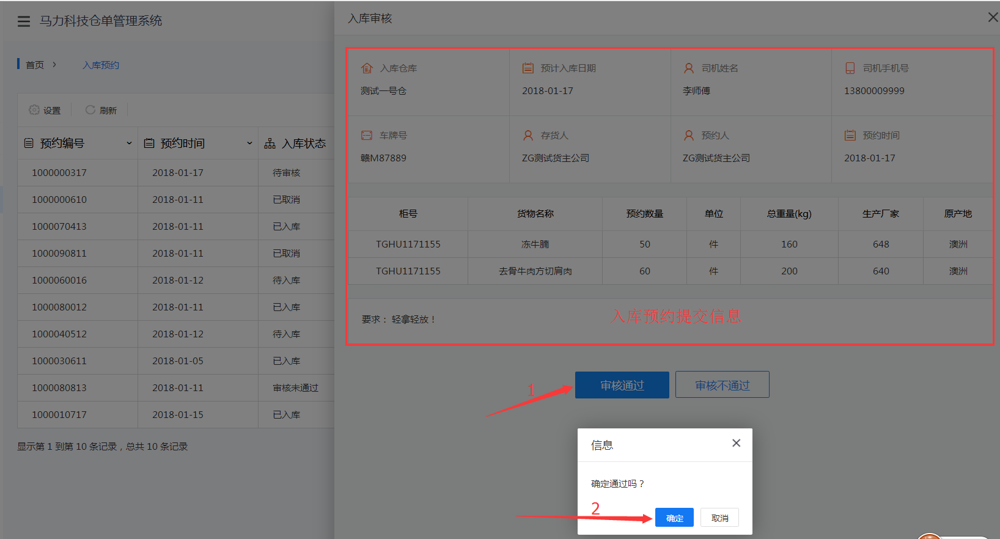 马力科技仓单管理系统
首页 > 入库预约
设置 刷新
预约编号 预约时间 入库状态
1000000317 2018-01-17 待审核
1000000610 2018-01-11 已取消
1000070413 2018-01-11 已入库
1000090811 2018-01-11 已取消
1000060016 2018-01-12 待入库
1000080012 2018-01-11 已入库
1000040512 2018-01-12 待入库
1000030611 2018-01-05 已入库
1000080813 2018-01-11 审核未通过
1000010717 2018-01-15 已入库
显示第 1 到第 10 条记录，总共 10 条记录
入库审核
入库仓库 预计入库日期 司机姓名 司机手机号
测试一号仓 2018-01-17 李师傅 13800009999
车牌号 存货人 预约人 预约时间
赣M87889 ZG测试货主公司 ZG测试货主公司 2018-01-17
柜号 货物名称 预约数量 单位 总重量(kg) 生产厂家 原产地
TGHU1171155 冻牛腩 50 件 160 648 澳洲
TGHU1171155 去骨牛肉方切肩肉 60 件 200 640 澳洲
要求： 轻拿轻放！
入库预约提交信息
1 审核通过 审核不通过
信息
确定通过吗？
2 确定 取消